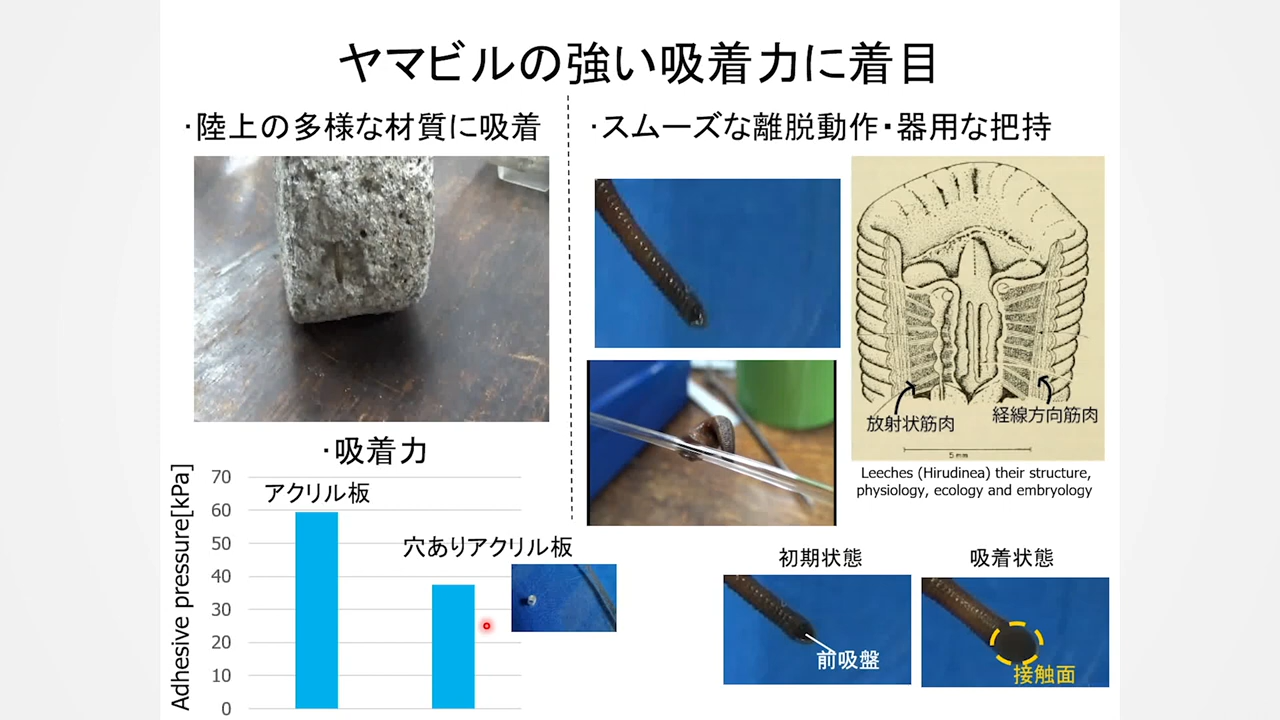 ヤマビルの強い吸着力に着目
・陸上の多様な材質に吸着
・スムーズな離脱動作・器用な把持
放射状筋肉
経線方向筋肉
5 mm
Leeches (Hirudinea) their structure,
physiology, ecology and embryology
・吸着力
Adhesive pressure[kPa]
70
60
50
40
30
20
10
0
アクリル板
穴ありアクリル板
初期状態
吸着状態
前吸盤
接触面